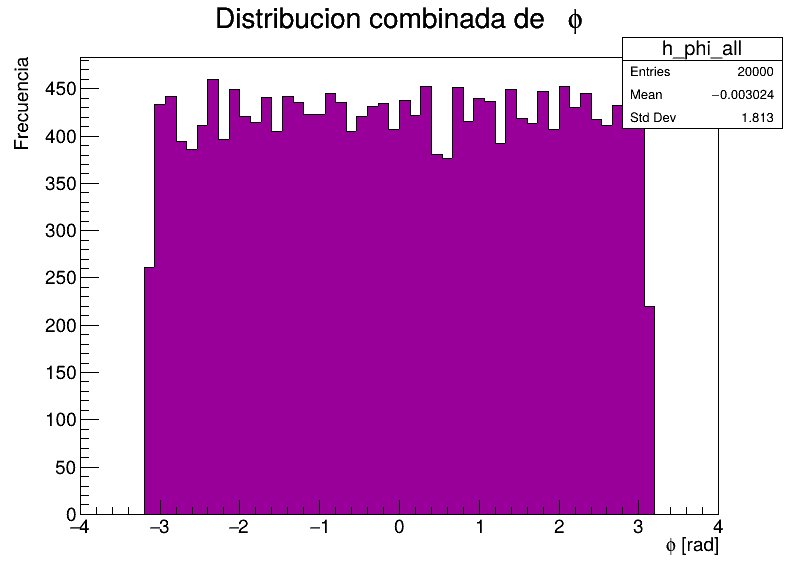 Distribucion combinada de ϕ
h_phi_all
Entries 20000
Mean −0.003024
Std Dev 1.813
Frecuencia
450
400
350
300
250
200
150
100
50
0
−4 −3 −2 −1 0 1 2 3 4
ϕ [rad]